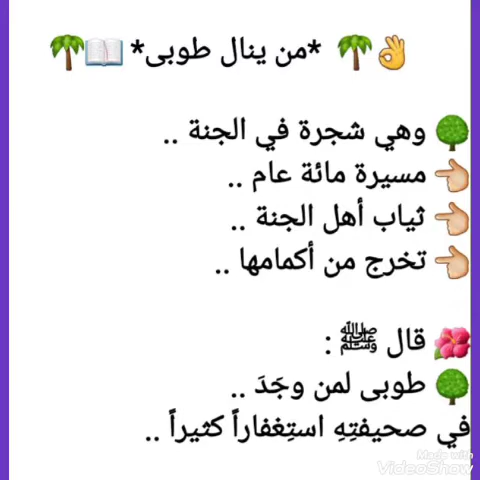 👌🌴 *من ينال طوبى* 📖🌴
🌳 وهي شجرة في الجنة ..
👈🏼 مسيرة مائة عام ..
👈🏼 ثياب أهل الجنة ..
👈🏼 تخرج من أكمامها ..
🌺 قال ﷺ :
🌳 طوبى لمن وجَدَ ..
في صحيفتِهِ استِغفاراً كثيراً ..
Made with
VideoShow